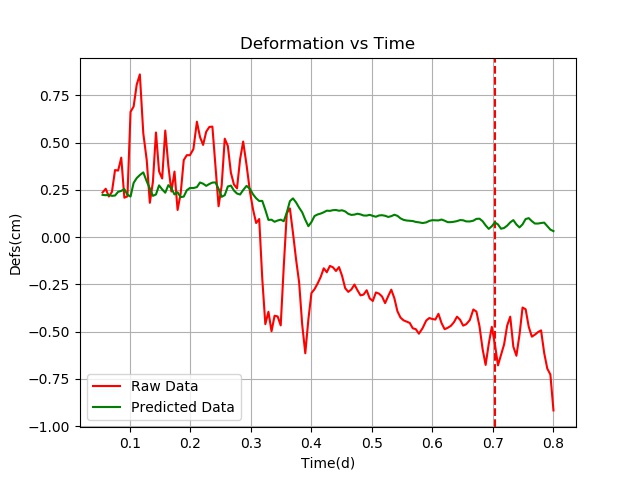 Deformation vs Time
Defs(cm)
0.75
0.50
0.25
0.00
−0.25
−0.50
−0.75
−1.00
Raw Data
Predicted Data
0.1 0.2 0.3 0.4 0.5 0.6 0.7 0.8
Time(d)